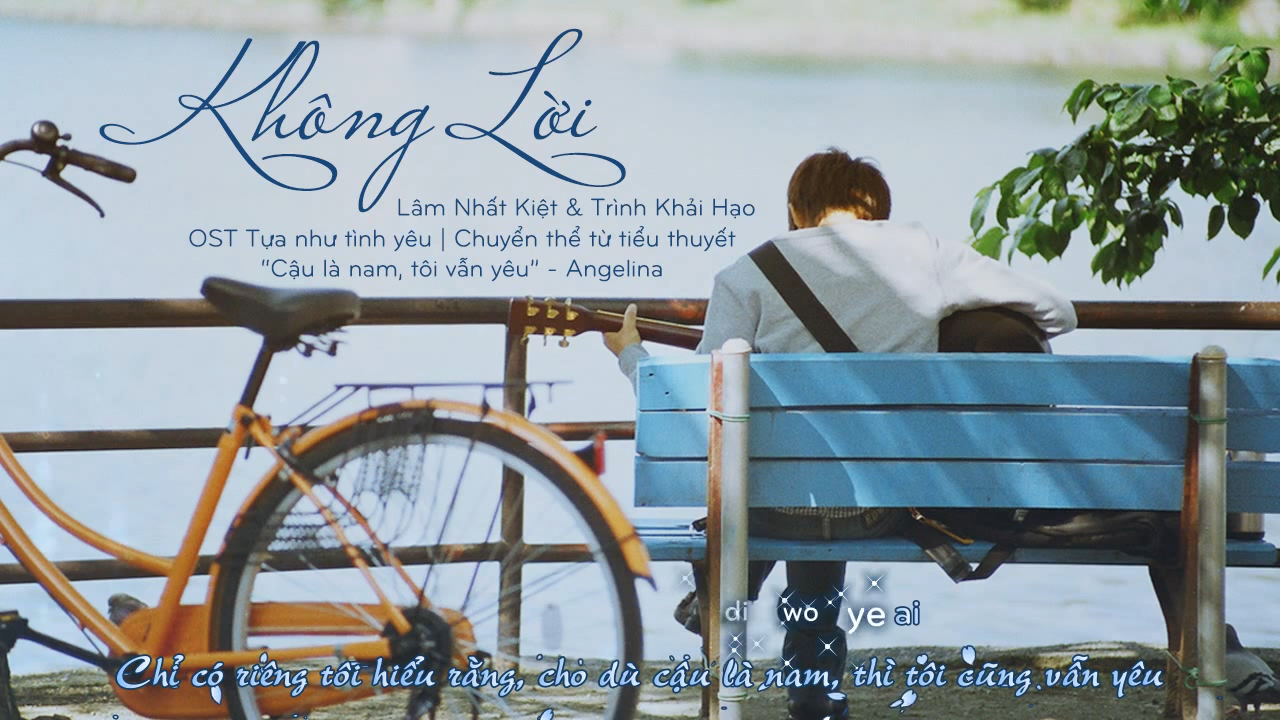 Không Lời
Lâm Nhất Kiệt & Trình Khải Hạo
OST Tựa như tình yêu | Chuyển thể từ tiểu thuyết
“Cậu là nam, tôi vẫn yêu” - Angelina
di wo ye ai
Chỉ có riêng tôi hiểu rằng, cho dù cậu là nam, thì tôi cũng vẫn yêu